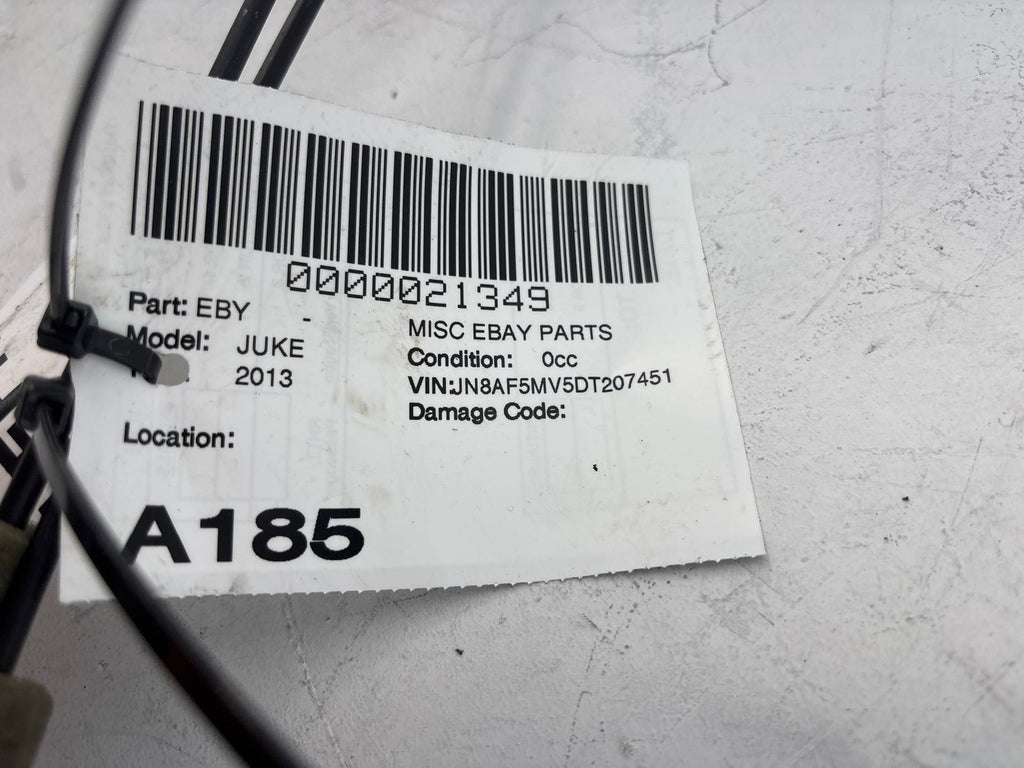 0000021349
Part: EBY -
MISC EBAY PARTS
Model: JUKE
Condition: 0cc
2013
VIN:JN8AF5MV5DT207451
Damage Code:
Location:
A185